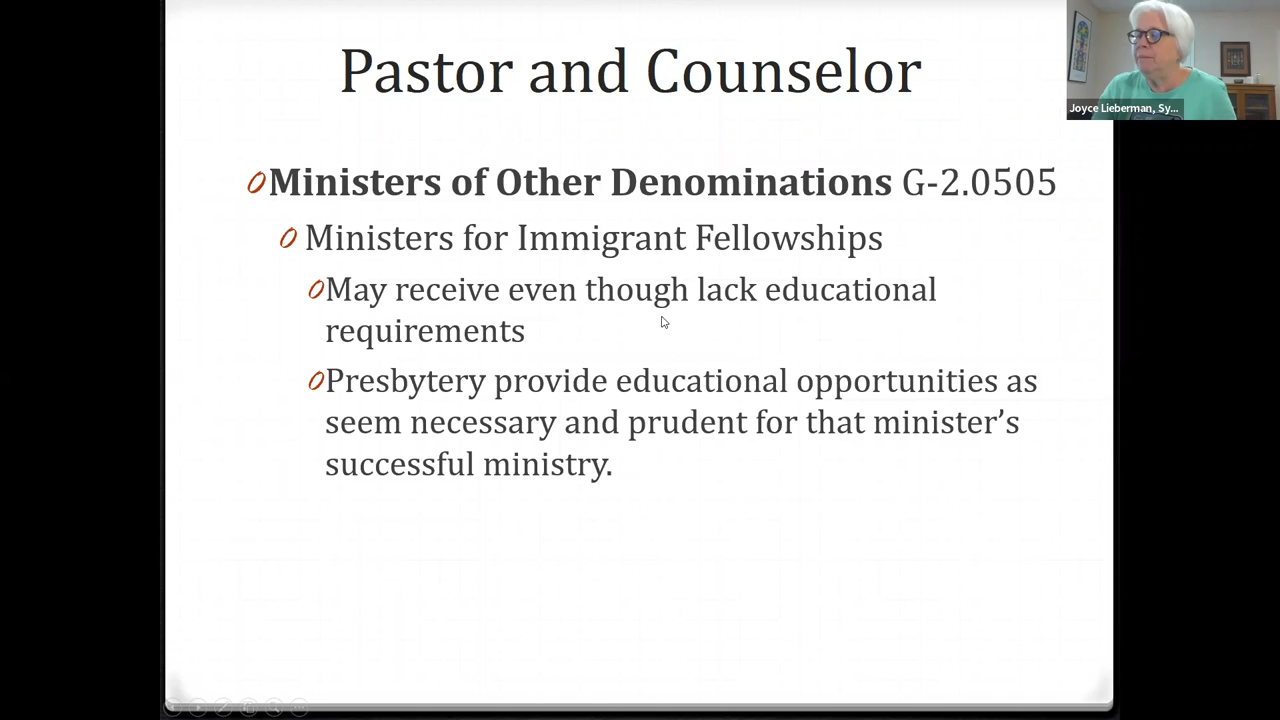 Pastor and Counselor
Joyce Lieberman, Sy...
Ministers of Other Denominations G-2.0505
Ministers for Immigrant Fellowships
May receive even though lack educational
requirements
Presbytery provide educational opportunities as
seem necessary and prudent for that minister’s
successful ministry.